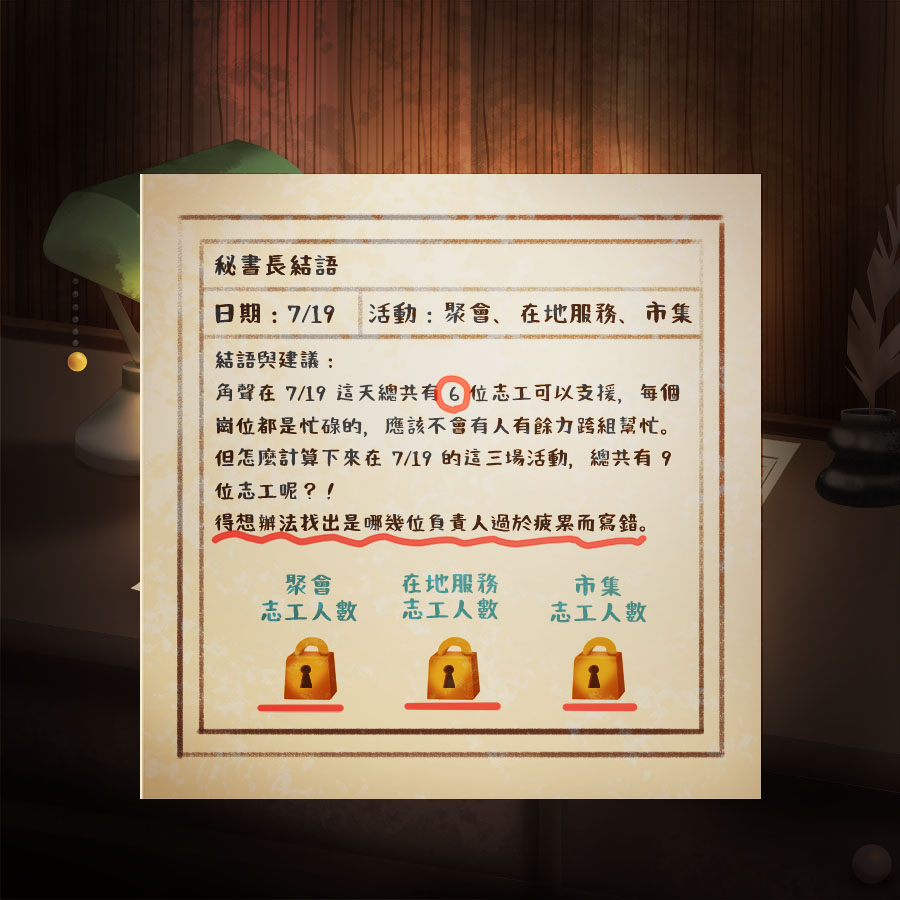 秘書長結語
日期：7/19 活動：聚會、在地服務、市集
結語與建議：
角聲在 7/19 這天總共有 6 位志工可以支援，每個
崗位都是忙碌的，應該不會有人有餘力跨組幫忙。
但怎麼計算下來在 7/19 的這三場活動，總共有 9
位志工呢？！
得想辦法找出是哪幾位負責人過於疲累而寫錯。
聚會
志工人數
在地服務
志工人數
市集
志工人數